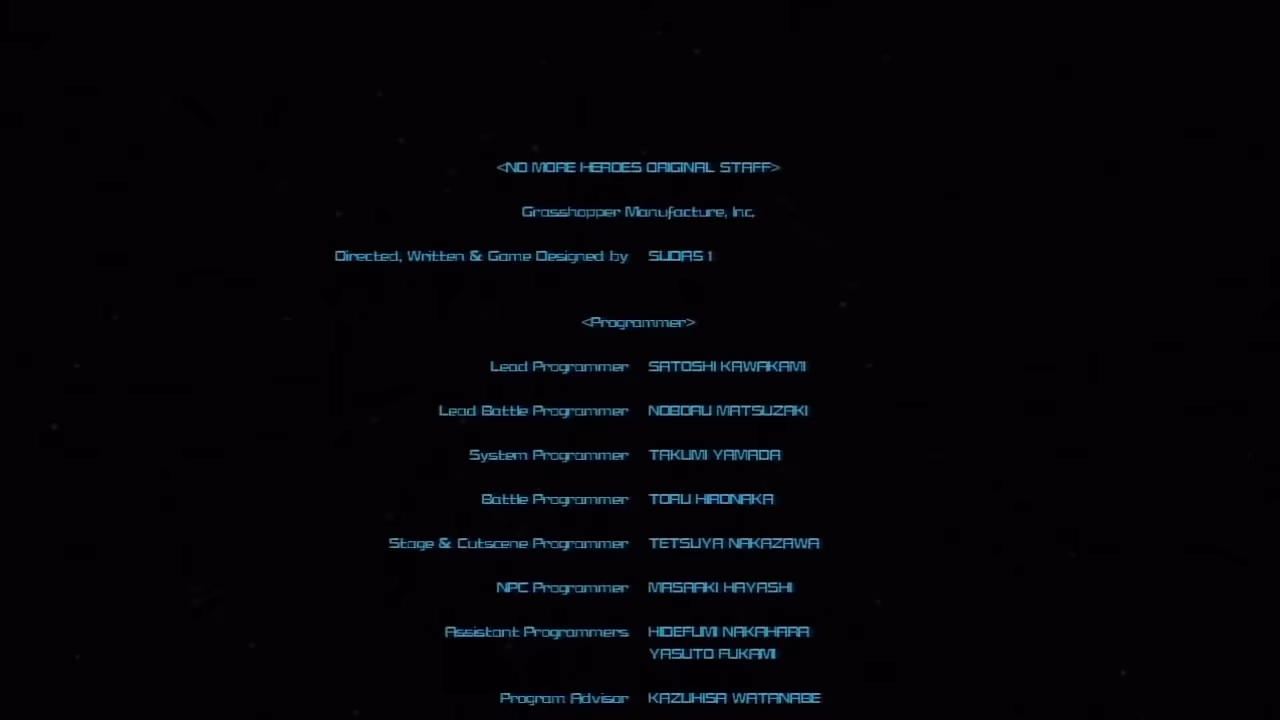 <NO MORE HEROES ORIGINAL STAFF>
Grasshopper Manufacture, Inc.
Directed, Written & Game Designed by SUDA51
<Programmer>
Lead Programmer SATOSHI KAWAKAMI
Lead Battle Programmer NOBORU MATSUZAKI
System Programmer TAKUMI YAMADA
Battle Programmer TORU HIRONAKA
Stage & Cutscene Programmer TETSUYA NAKAZAWA
NPC Programmer MASAAKI HAYASHI
Assistant Programmers HIDEFUMI NAKAHARA
YASUTO FUKAMI
Program Advisor KAZUHISA WATANABE